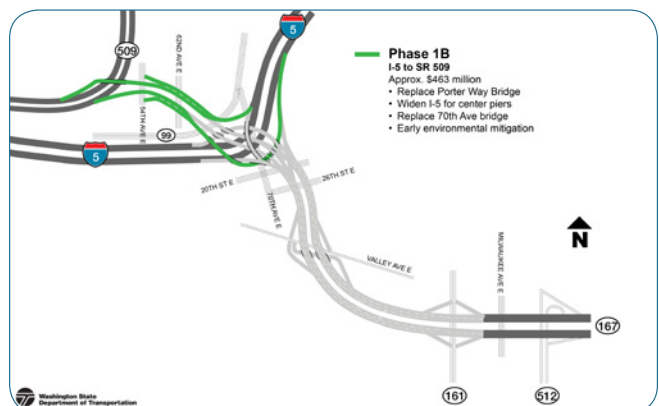 509
62ND AVE E
5
Phase 1B
I-5 to SR 509
Approx. $463 million
• Replace Porter Way Bridge
• Widen I-5 for center piers
• Replace 70th Ave bridge
• Early environmental mitigation
54TH AVE E
99
5
20TH ST E
26TH ST E
70TH AVE E
N
VALLEY AVE E
MILWAUKEE AVE E
167
161
512
Washington State
Department of Transportation